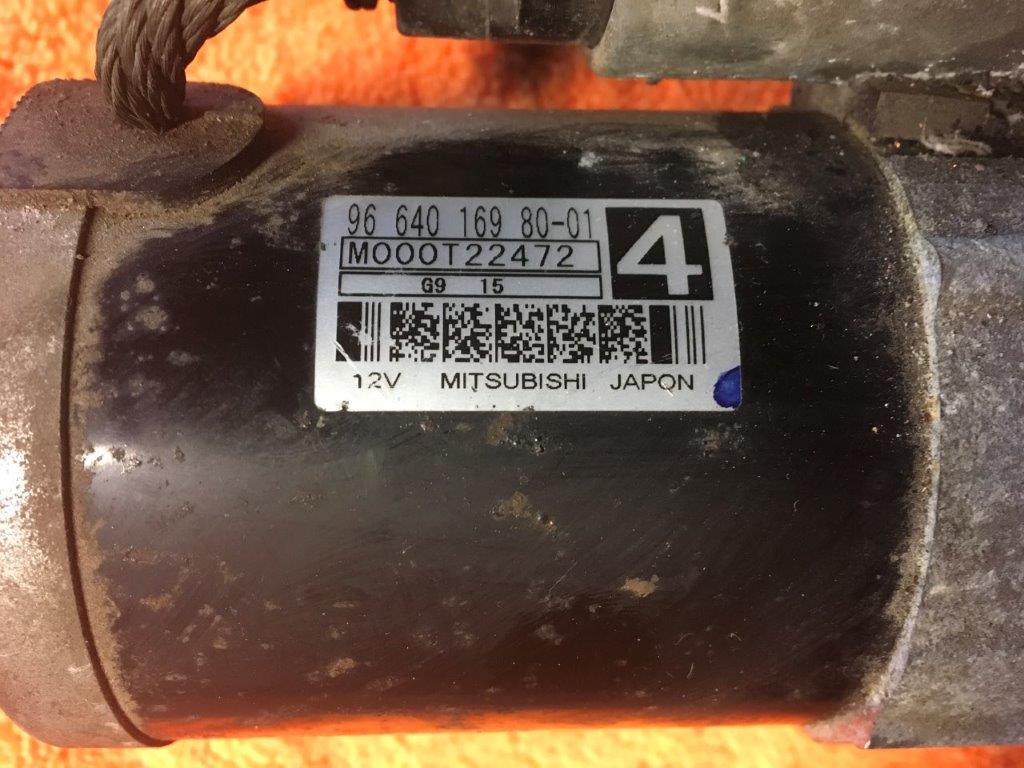 96 640 169 80-01
4
M000T22472
G9 15
12V MITSUBISHI JAPON